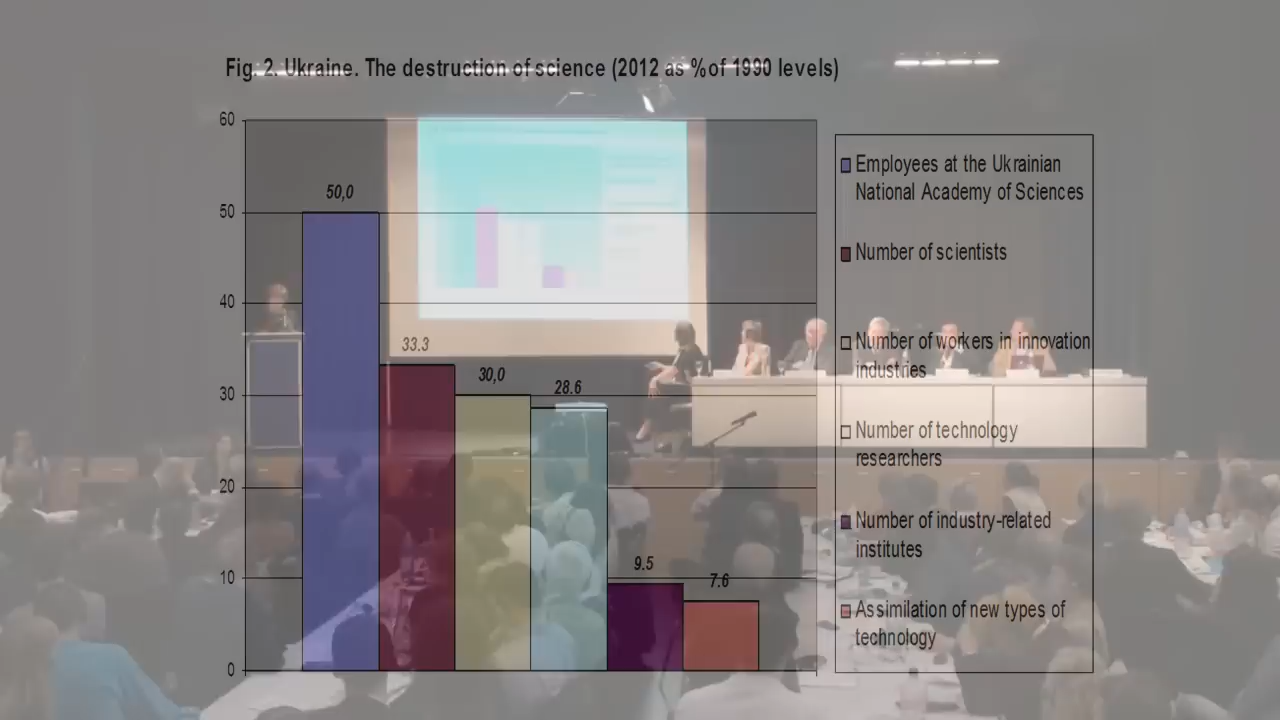 Fig. 2. Ukraine. The destruction of science (2012 as % of 1990 levels)
60
50
40
30
20
10
0
50,0
33.3
30,0
28.6
9.5
7.6
Employees at the Ukrainian
National Academy of Sciences
Number of scientists
Number of workers in innovation
industries
Number of technology
researchers
Number of industry-related
institutes
Assimilation of new types of
technology